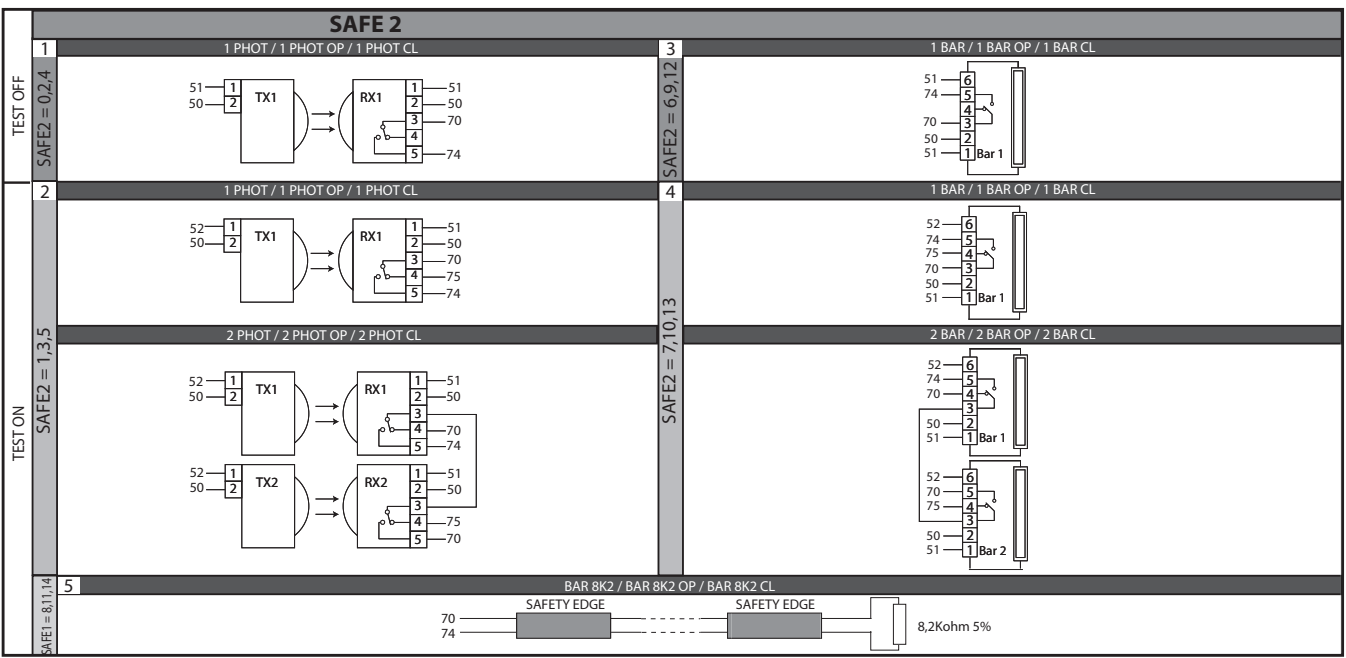 SAFE 2
TEST OFF
1
SAFE2 = 0,2,4
1 PHOT / 1 PHOT OP / 1 PHOT CL
51 1 TX1 RX1 1 51
50 2 2 50
3 70
4
5 74
3
SAFE2 = 6,9,12
1 BAR / 1 BAR OP / 1 BAR CL
51 6
74 5
4
70 3
50 2
51 1 Bar 1
TEST ON
2
SAFE2 = 1,3,5
1 PHOT / 1 PHOT OP / 1 PHOT CL
52 1 TX1 RX1 1 51
50 2 2 50
3 70
4 75
5 74
2 PHOT / 2 PHOT OP / 2 PHOT CL
52 1 TX1 RX1 1 51
50 2 2 50
3
4 70
5 74
52 1 TX2 RX2 1 51
50 2 2 50
3
4 75
5 70
4
SAFE2 = 7,10,13
1 BAR / 1 BAR OP / 1 BAR CL
52 6
74 5
75 4
70 3
50 2
51 1 Bar 1
2 BAR / 2 BAR OP / 2 BAR CL
52 6
74 5
70 4
3
50 2
51 1 Bar 1
52 6
70 5
75 4
3
50 2
51 1 Bar 2
SAFE1 = 8,11,14
5
BAR 8K2 / BAR 8K2 OP / BAR 8K2 CL
SAFETY EDGE SAFETY EDGE
70
74
8,2Kohm 5%